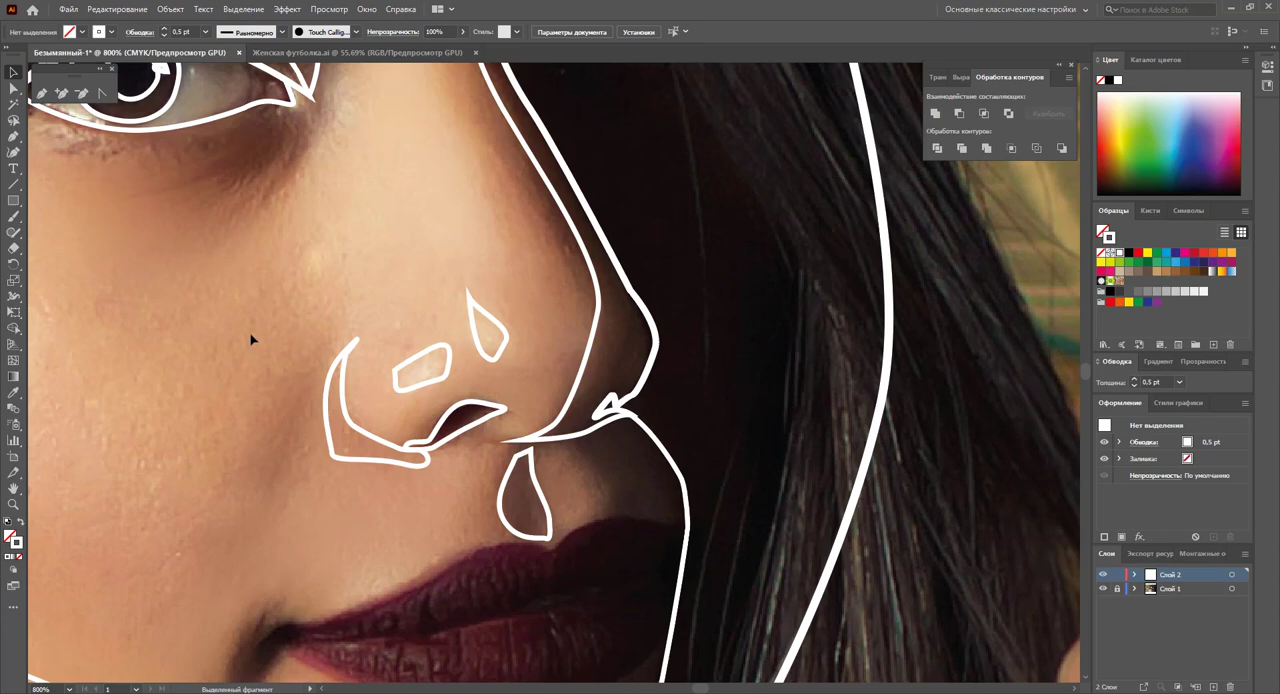 Ai Файл Редактирование Объект Текст Выделение Эффект Просмотр Окно Справка Основные классические настройки Поиск в Adobe Stock
Нет выделения Обводка: 0,5 pt Равномерно Touch Callig... Непрозрачность: 100% Стиль: Параметры документа Установки
Безымянный-1* @ 800% (CMYK/Предпросмотр GPU) × Женская футболка.ai @ 55,69% (RGB/Предпросмотр GPU) ×
Тран Выра Обработка контуров
Взаимодействие составляющих:
Разобрать
Обработка контуров:
Цвет Каталог цветов
Образцы Кисти Символы
Обводка Градиент Прозрачность
Толщина: 0,5 pt
Оформление Стили графики
Нет выделения
Обводка: 0,5 pt
Заливка:
Непрозрачность: По умолчанию
fx.
Слои Экспорт ресур Монтажные о
Слой 2
Слой 1
2 Слои
800% 1 Выделенный фрагмент